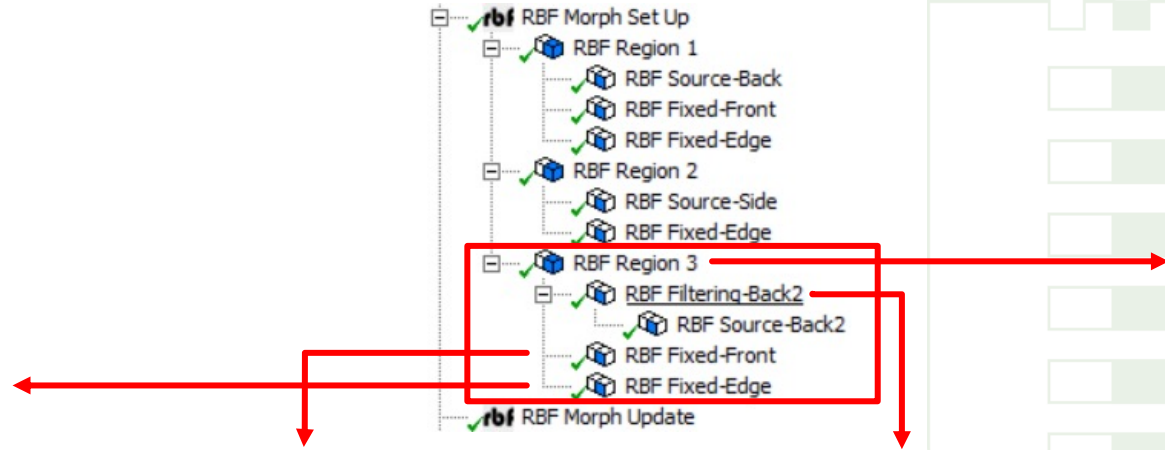 rbf RBF Morph Set Up
RBF Region 1
RBF Source-Back
RBF Fixed-Front
RBF Fixed-Edge
RBF Region 2
RBF Source-Side
RBF Fixed-Edge
RBF Region 3
RBF Filtering-Back2
RBF Source-Back2
RBF Fixed-Front
RBF Fixed-Edge
rbf RBF Morph Update